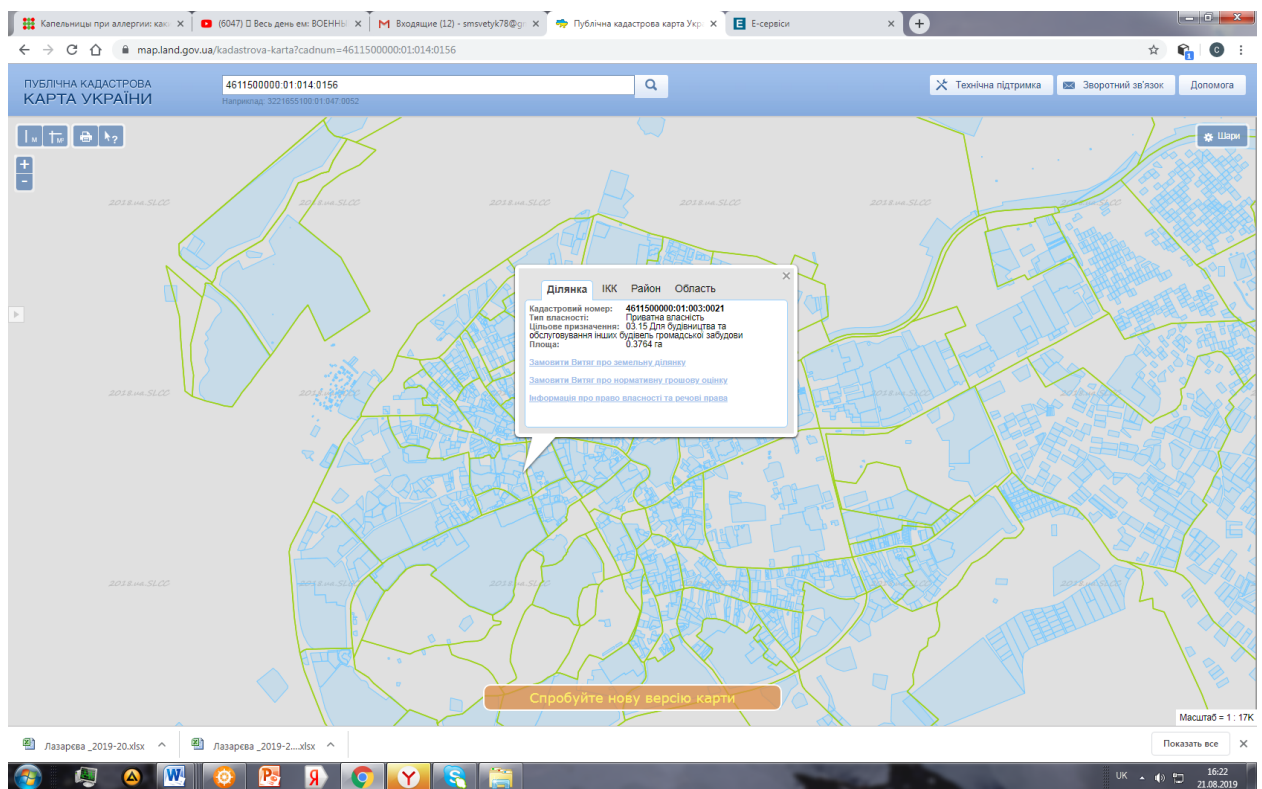 Капельницы при аллергии: как
(6047) Весь день ем: ВОЕННЫ
Входящие (12) - smsvetyk78@g
Публічна кадастрова карта Укр
Е-сервіси
map.land.gov.ua/kadastrova-karta?cadnum=4611500000:01:014:0156
ПУБЛІЧНА КАДАСТРОВА
КАРТА УКРАЇНИ
4611500000:01:014:0156
Наприклад: 3221655100:01:047:0052
Технічна підтримка
Зворотний зв'язок
Допомога
Шари
Ділянка ІКК Район Область
Кадастровий номер: 4611500000:01:003:0021
Тип власності: Приватна власність
Цільове призначення: 03.15 Для будівництва та
обслуговування інших будівель громадської забудови
Площа: 0.3764 га
Замовити Витяг про земельну ділянку
Замовити Витяг про нормативну грошову оцінку
Інформація про право власності та речові права
Спробуйте нову версію карти
Масштаб = 1 : 17K
Лазарєва _2019-20.xlsx
Лазарєва _2019-2....xlsx
Показать все
UK
16:22
21.08.2019